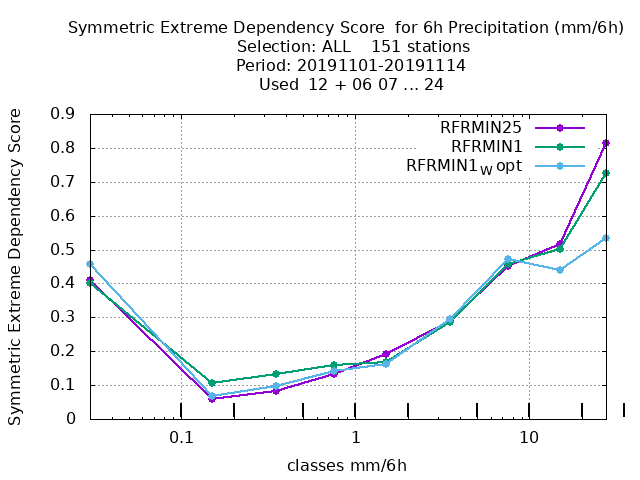 Symmetric Extreme Dependency Score  for 6h Precipitation (mm/6h)
Selection: ALL    151 stations
Period: 20191101-20191114
Used  12 + 06 07 ... 24
Symmetric Extreme Dependency Score
0.9
0.8
0.7
0.6
0.5
0.4
0.3
0.2
0.1
0
RFRMIN25
RFRMIN1
RFRMIN1W opt
0.1 1 10
classes mm/6h